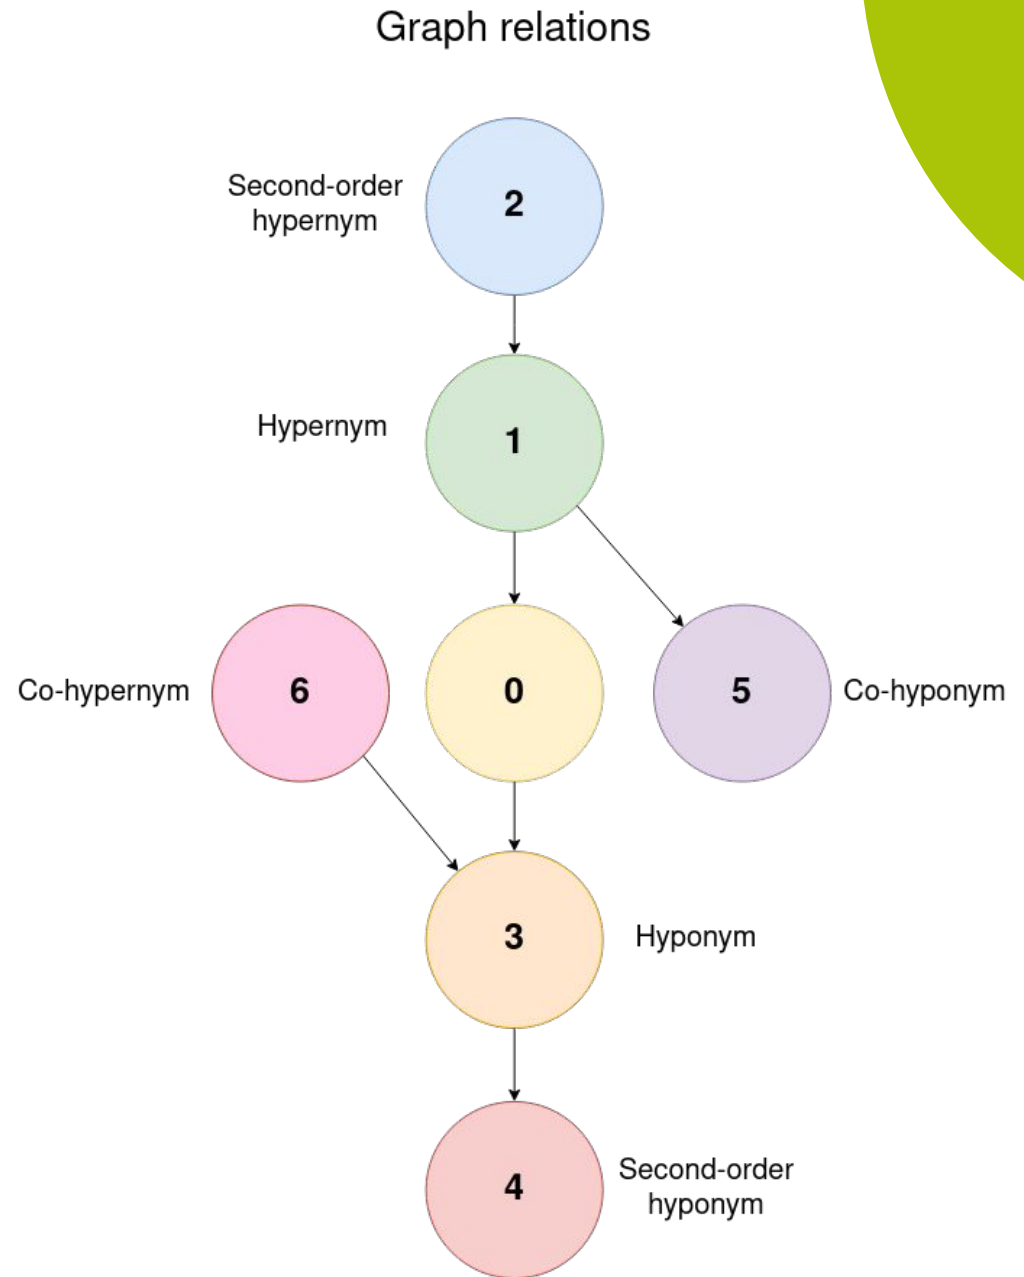 Graph relations
Second-order
hypernym
2
Hypernym
1
Co-hypernym
6
0
5
Co-hyponym
3
Hyponym
4
Second-order
hyponym